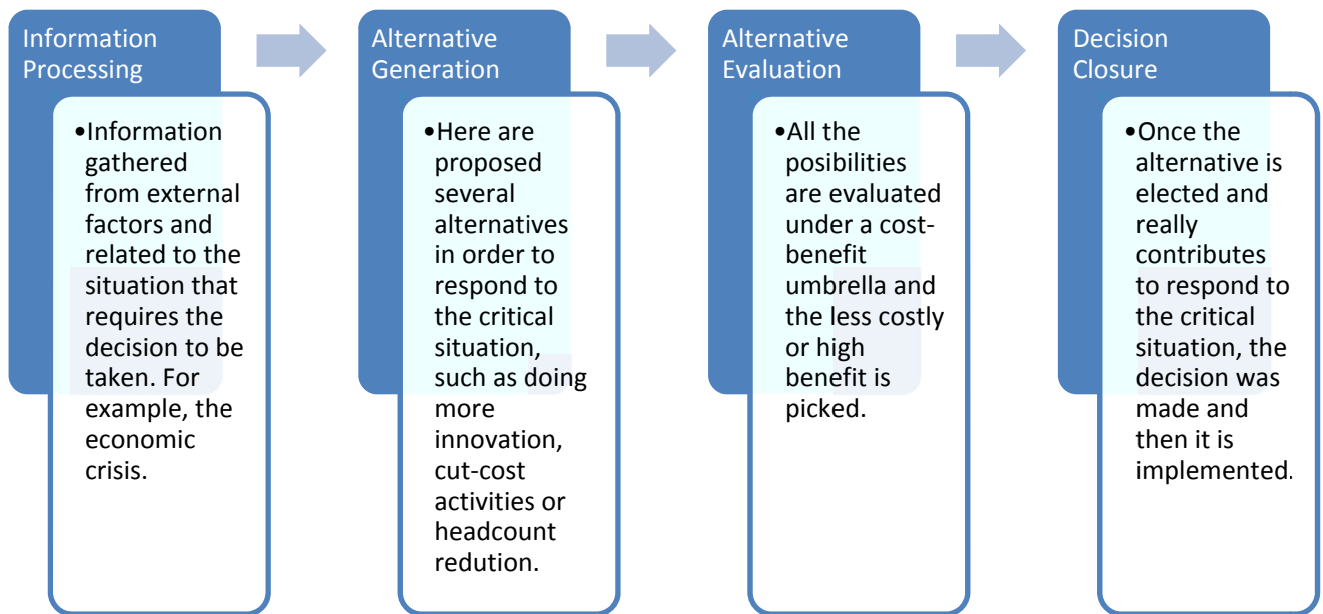 Information
Processing
•Information
gathered
from external
factors and
related to the
situation that
requires the
decision to be
taken. For
example, the
economic
crisis.
Alternative
Generation
•Here are
proposed
several
alternatives
in order to
respond to
the critical
situation,
such as doing
more
innovation,
cut-cost
activities or
headcount
redution.
Alternative
Evaluation
•All the
posibilities
are evaluated
under a cost-
benefit
umbrella and
the less costly
or high
benefit is
picked.
Decision
Closure
•Once the
alternative is
elected and
really
contributes
to respond to
the critical
situation, the
decision was
made and
then it is
implemented.